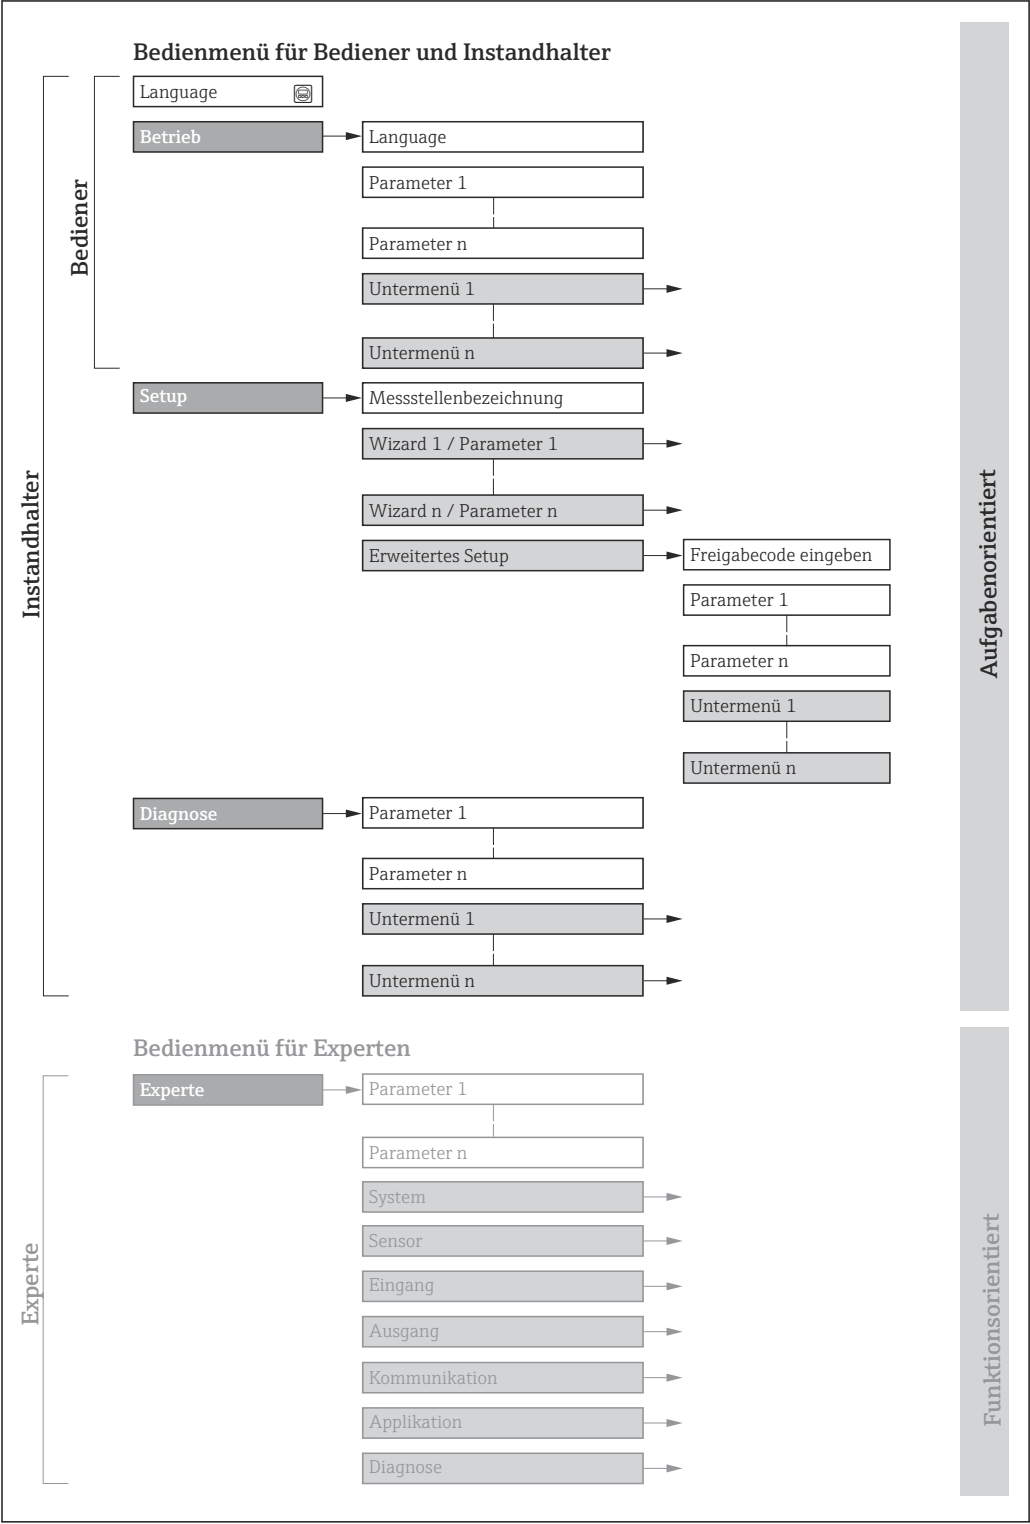 Bedienmenü für Bediener und Instandhalter
Language
Betrieb
Language
Parameter 1
Parameter n
Untermenü 1
Untermenü n
Bediener
Setup
Messstellenbezeichnung
Wizard 1 / Parameter 1
Wizard n / Parameter n
Erweitertes Setup
Freigabecode eingeben
Parameter 1
Parameter n
Untermenü 1
Untermenü n
Instandhalter
Aufgabenorientiert
Diagnose
Parameter 1
Parameter n
Untermenü 1
Untermenü n
Bedienmenü für Experten
Experte
Parameter 1
Parameter n
System
Sensor
Eingang
Ausgang
Kommunikation
Applikation
Diagnose
Experte
Funktionsorientiert